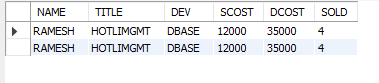 NAME TITLE DEV SCOST DCOST SOLD
RAMESH HOTLIMGMT DBASE 12000 35000 4
RAMESH HOTLIMGMT DBASE 12000 35000 4